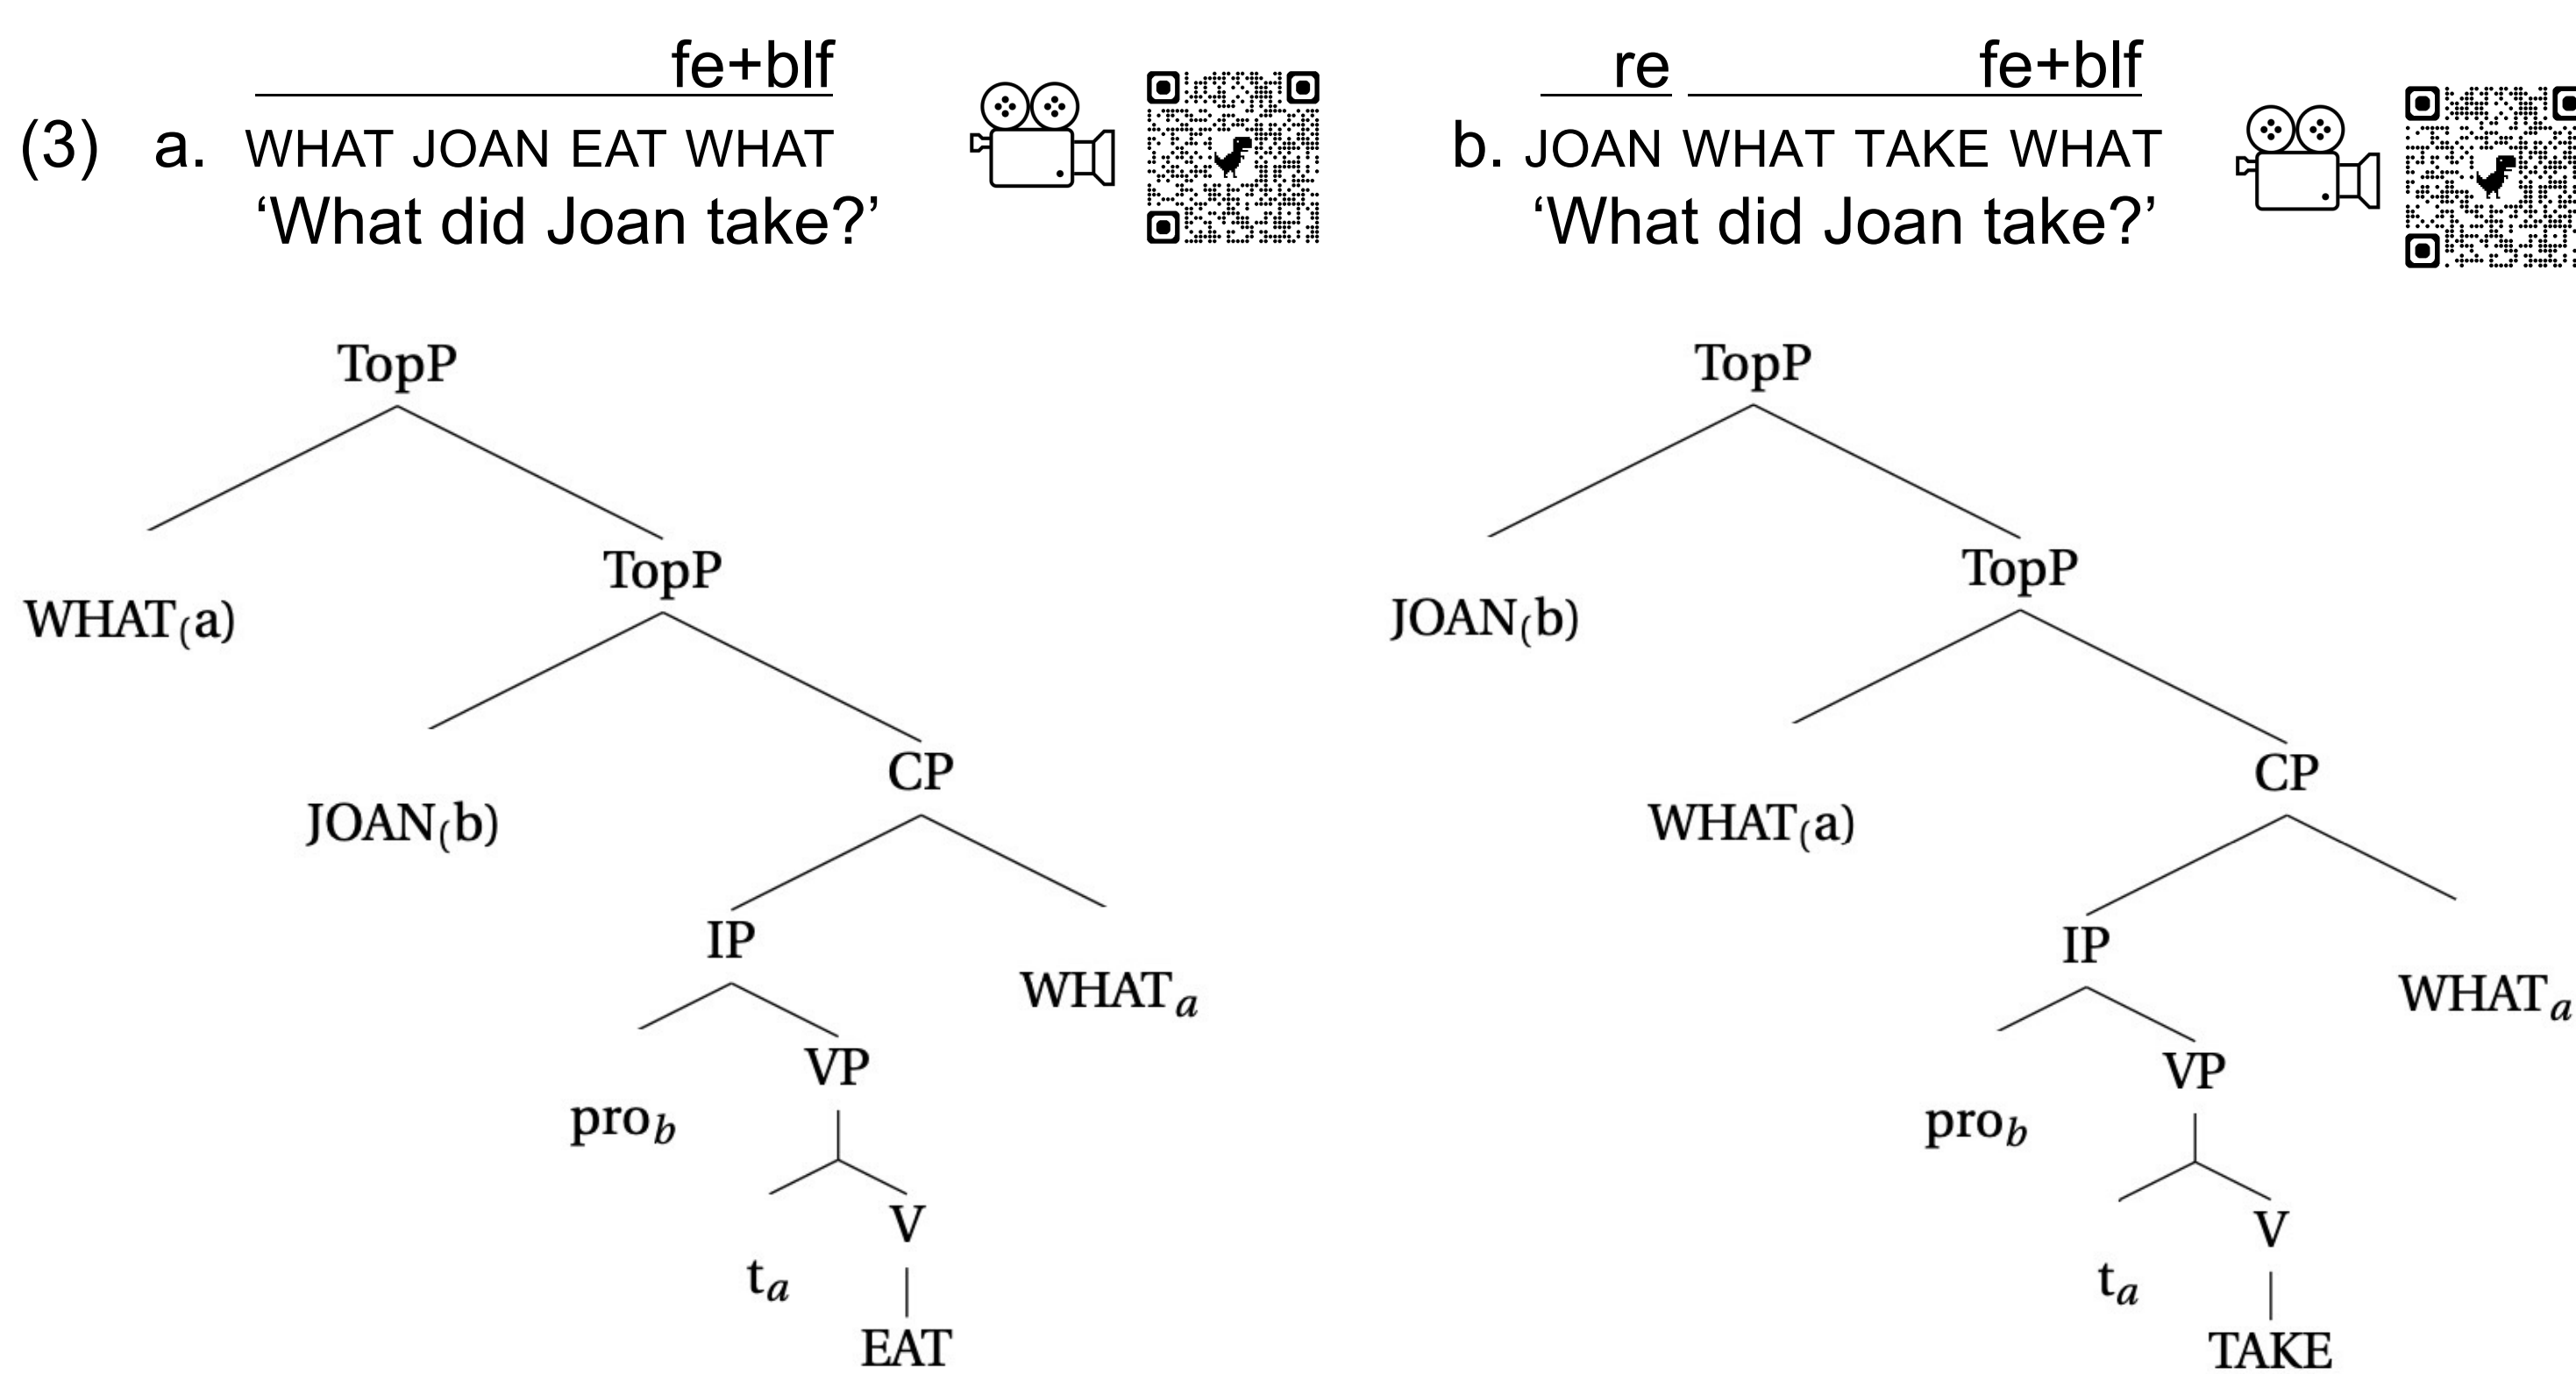 fe+blf
(3) a. WHAT JOAN EAT WHAT
‘What did Joan take?’
re fe+blf
b. JOAN WHAT TAKE WHAT
‘What did Joan take?’
TopP
TopP
WHAT(a)
JOAN(b)
CP
IP
WHATa
VP
prob
V
ta
EAT
TopP
TopP
JOAN(b)
WHAT(a)
CP
IP
WHATa
VP
prob
V
ta
TAKE